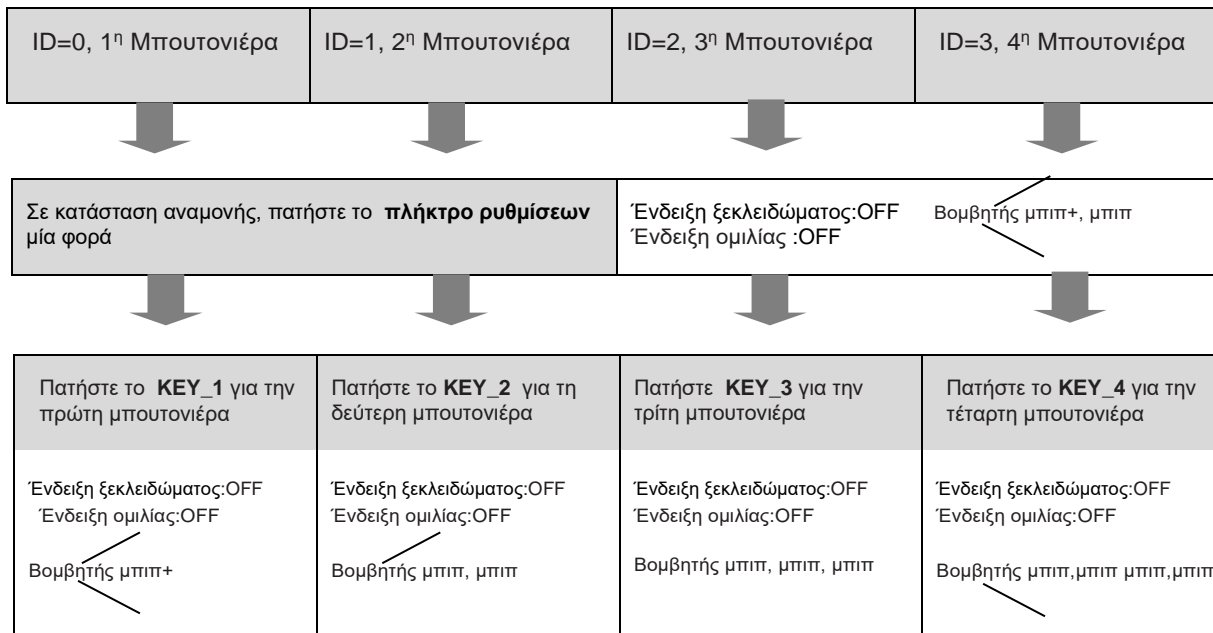 ID=0, 1η Μπουτονιέρα
ID=1, 2η Μπουτονιέρα
ID=2, 3η Μπουτονιέρα
ID=3, 4η Μπουτονιέρα
Σε κατάσταση αναμονής, πατήστε το πλήκτρο ρυθμίσεων
μία φορά
Ένδειξη ξεκλειδώματος:OFF
Ένδειξη ομιλίας :OFF
Βομβητής μπιπ+, μπιπ
Πατήστε το KEY_1 για την
πρώτη μπουτονιέρα
Πατήστε το KEY_2 για τη
δεύτερη μπουτονιέρα
Πατήστε KEY_3 για την
τρίτη μπουτονιέρα
Πατήστε το KEY_4 για την
τέταρτη μπουτονιέρα
Ένδειξη ξεκλειδώματος:OFF
Ένδειξη ομιλίας:OFF
Βομβητής μπιπ+
Ένδειξη ξεκλειδώματος:OFF
Ένδειξη ομιλίας:OFF
Βομβητής μπιπ, μπιπ
Ένδειξη ξεκλειδώματος:OFF
Ένδειξη ομιλίας:OFF
Βομβητής μπιπ, μπιπ, μπιπ
Ένδειξη ξεκλειδώματος:OFF
Ένδειξη ομιλίας:OFF
Βομβητής μπιπ,μπιπ μπιπ,μπιπ